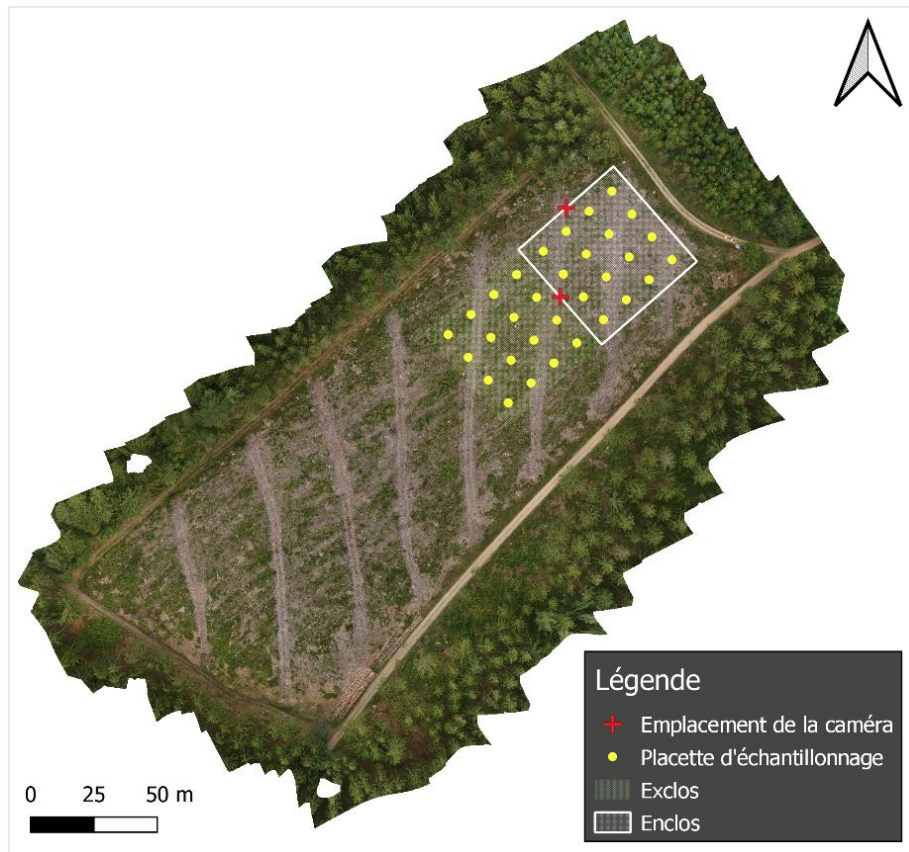 Légende
Emplacement de la caméra
Placette d'échantillonnage
Exclos
Enclos
0 25 50 m